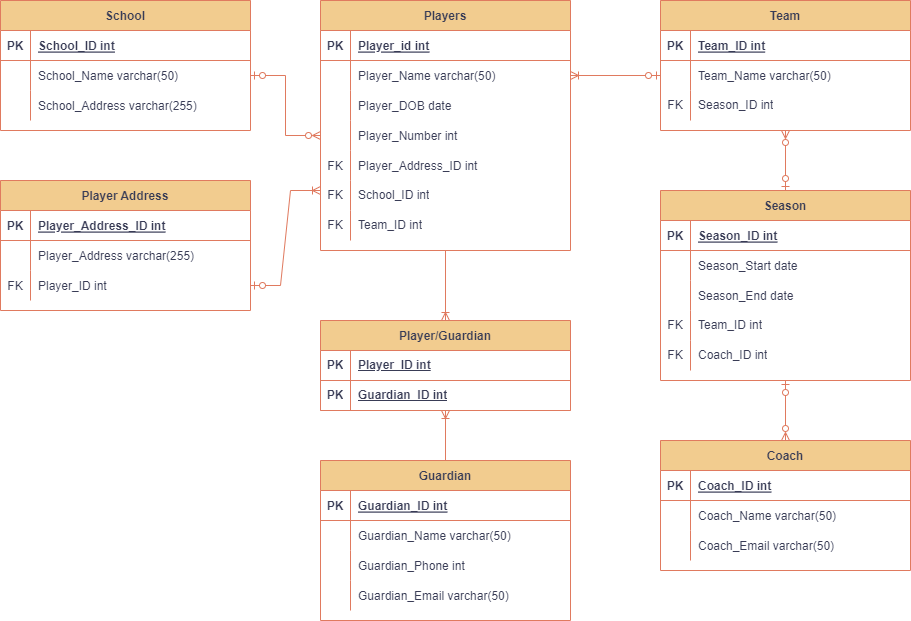 School
PK School_ID int
School_Name varchar(50)
School_Address varchar(255)
Player Address
PK Player_Address_ID int
Player_Address varchar(255)
FK Player_ID int
Players
PK Player_id int
Player_Name varchar(50)
Player_DOB date
Player_Number int
FK Player_Address_ID int
FK School_ID int
FK Team_ID int
Player/Guardian
PK Player_ID int
PK Guardian_ID int
Guardian
PK Guardian_ID int
Guardian_Name varchar(50)
Guardian_Phone int
Guardian_Email varchar(50)
Team
PK Team_ID int
Team_Name varchar(50)
FK Season_ID int
Season
PK Season_ID int
Season_Start date
Season_End date
FK Team_ID int
FK Coach_ID int
Coach
PK Coach_ID int
Coach_Name varchar(50)
Coach_Email varchar(50)